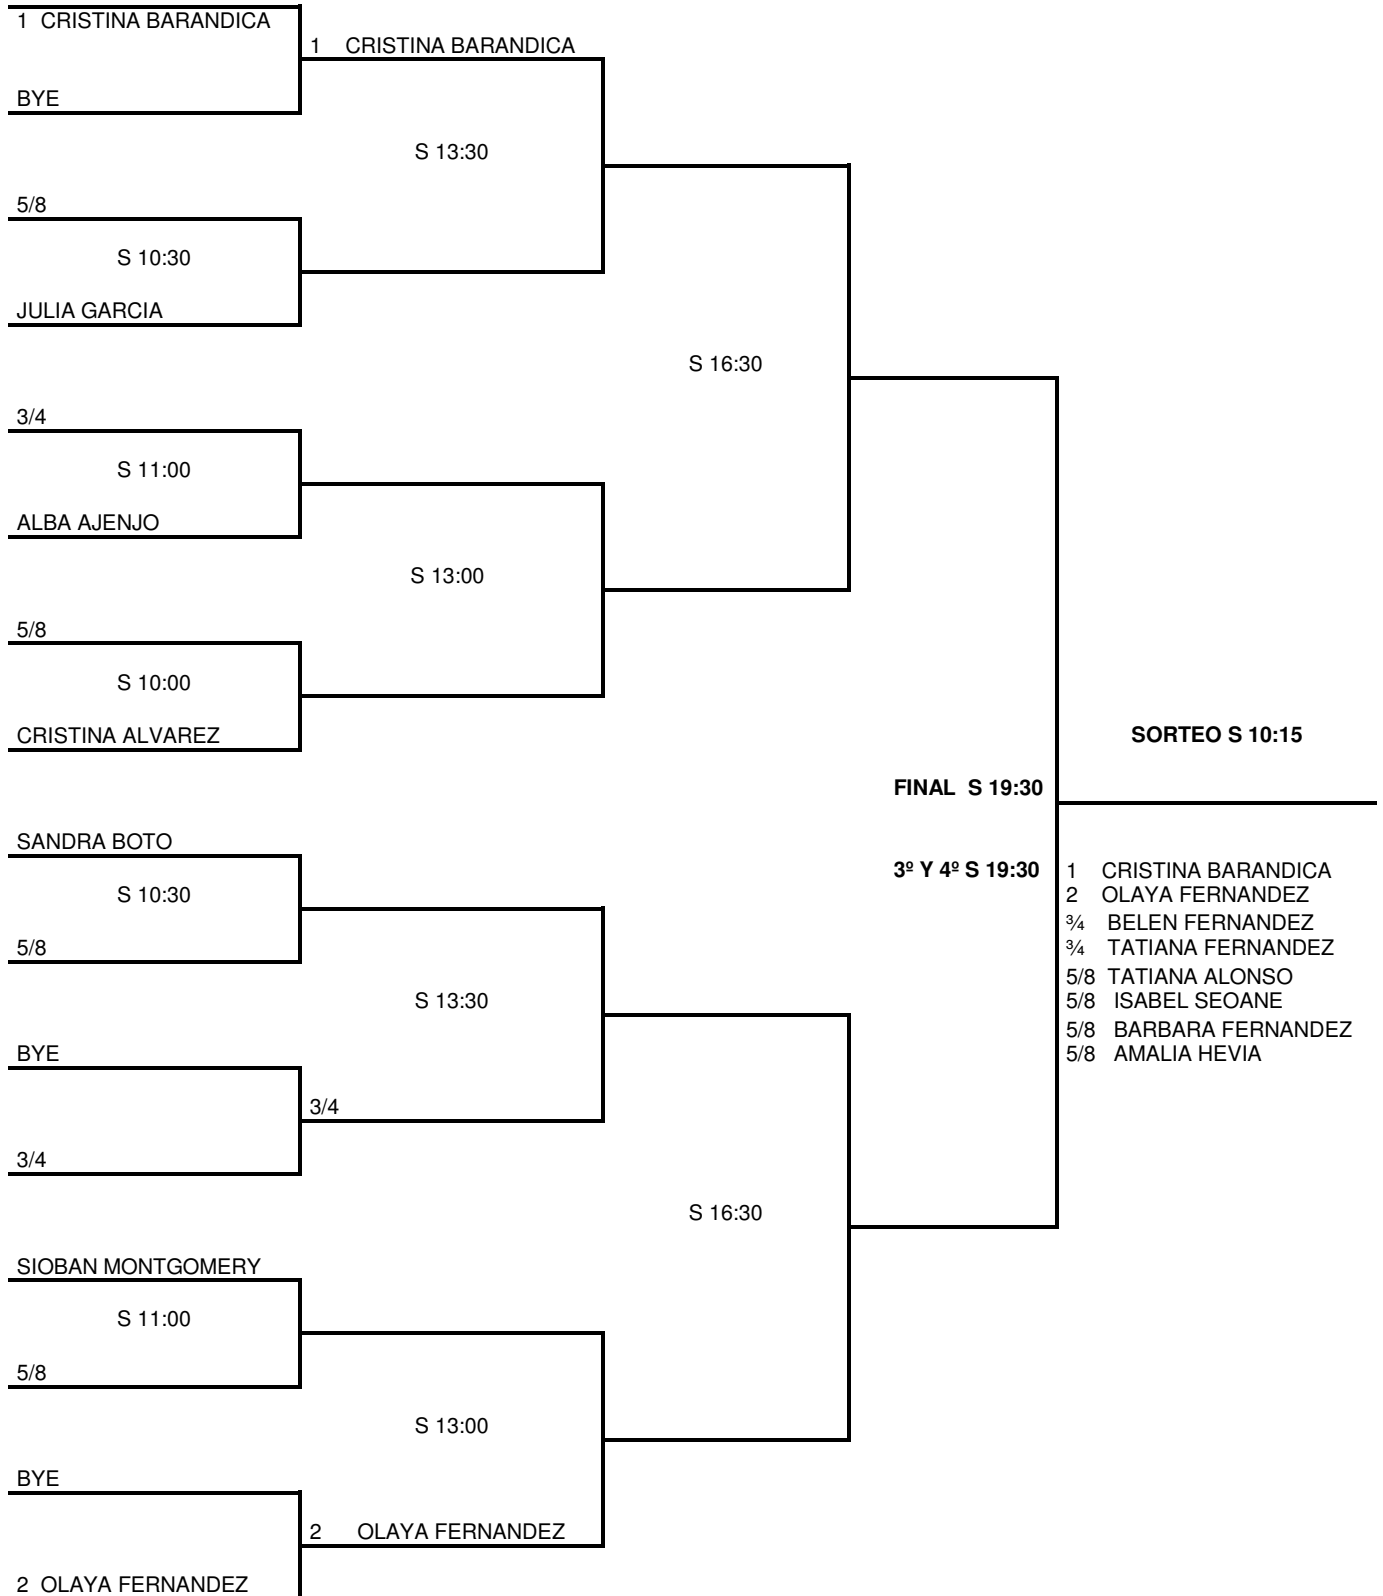 1 CRISTINA BARANDICA
1 CRISTINA BARANDICA
BYE
S 13:30
5/8
S 10:30
JULIA GARCIA
S 16:30
3/4
S 11:00
ALBA AJENJO
S 13:00
5/8
S 10:00
CRISTINA ALVAREZ
SORTEO S 10:15
FINAL S 19:30
SANDRA BOTO
3º Y 4º S 19:30
1 CRISTINA BARANDICA
S 10:30
2 OLAYA FERNANDEZ
¾ BELEN FERNANDEZ
5/8
¾ TATIANA FERNANDEZ
5/8 TATIANA ALONSO
S 13:30
5/8 ISABEL SEOANE
5/8 BARBARA FERNANDEZ
BYE
5/8 AMALIA HEVIA
3/4
3/4
S 16:30
SIOBAN MONTGOMERY
S 11:00
5/8
S 13:00
BYE
2 OLAYA FERNANDEZ
2 OLAYA FERNANDEZ